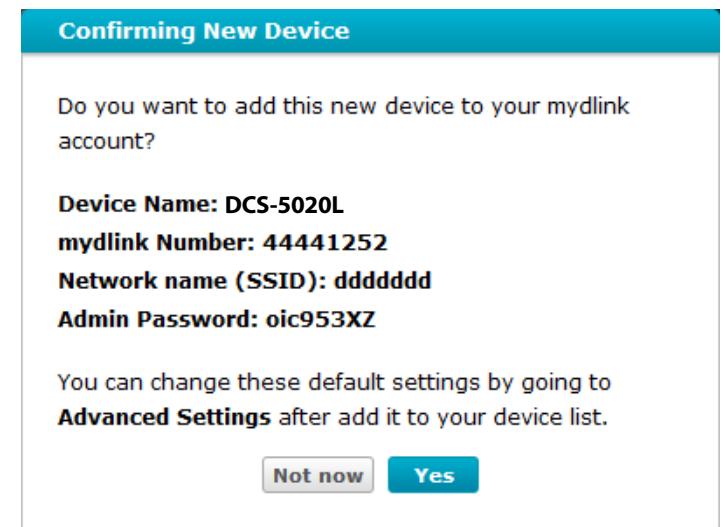 Confirming New Device
Do you want to add this new device to your mydlink
account?
Device Name: DCS-5020L
mydlink Number: 44441252
Network name (SSID): ddddddd
Admin Password: oic953XZ
You can change these default settings by going to
Advanced Settings after add it to your device list.
Not now Yes